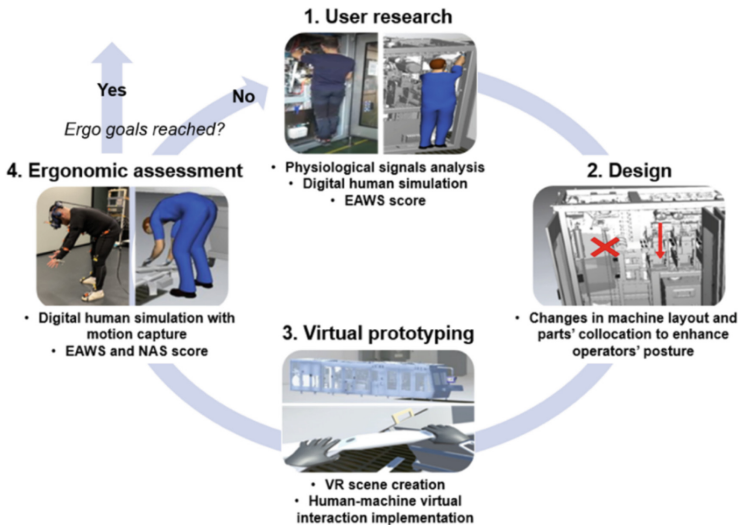 1. User research
• Physiological signals analysis
• Digital human simulation
• EAWS score
2. Design
• Changes in machine layout and
parts' collocation to enhance
operators' posture
3. Virtual prototyping
• VR scene creation
• Human-machine virtual
interaction implementation
4. Ergonomic assessment
• Digital human simulation with
motion capture
• EAWS and NAS score
Ergo goals reached?
Yes
No